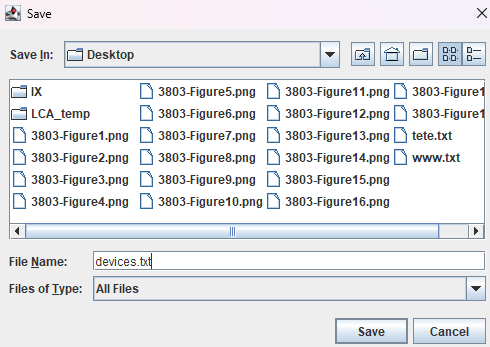 Save
Save In: Desktop
IX
LCA_temp
3803-Figure1.png
3803-Figure2.png
3803-Figure3.png
3803-Figure4.png
3803-Figure5.png
3803-Figure6.png
3803-Figure7.png
3803-Figure8.png
3803-Figure9.png
3803-Figure10.png
3803-Figure11.png
3803-Figure12.png
3803-Figure13.png
3803-Figure14.png
3803-Figure15.png
3803-Figure16.png
3803-Figure1
3803-Figure1
tete.txt
www.txt
File Name: devices.txt
Files of Type: All Files
Save Cancel